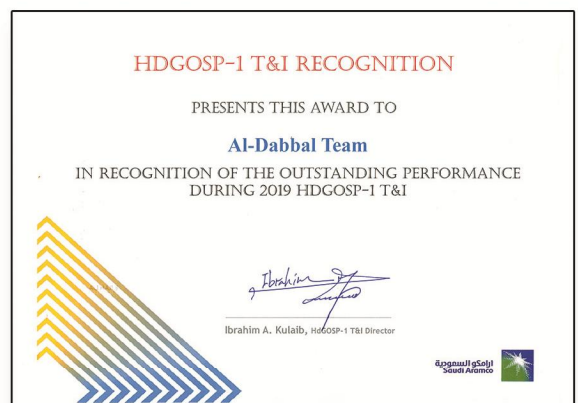 HDGOSP-1 T&I RECOGNITION
PRESENTS THIS AWARD TO
Al-Dabbal Team
IN RECOGNITION OF THE OUTSTANDING PERFORMANCE
DURING 2019 HDGOSP-1 T&I
Ibrahim
Ibrahim A. Kulaib, HdGOSP-1 T&I Director
أرامكو السعودية
Saudi Aramco